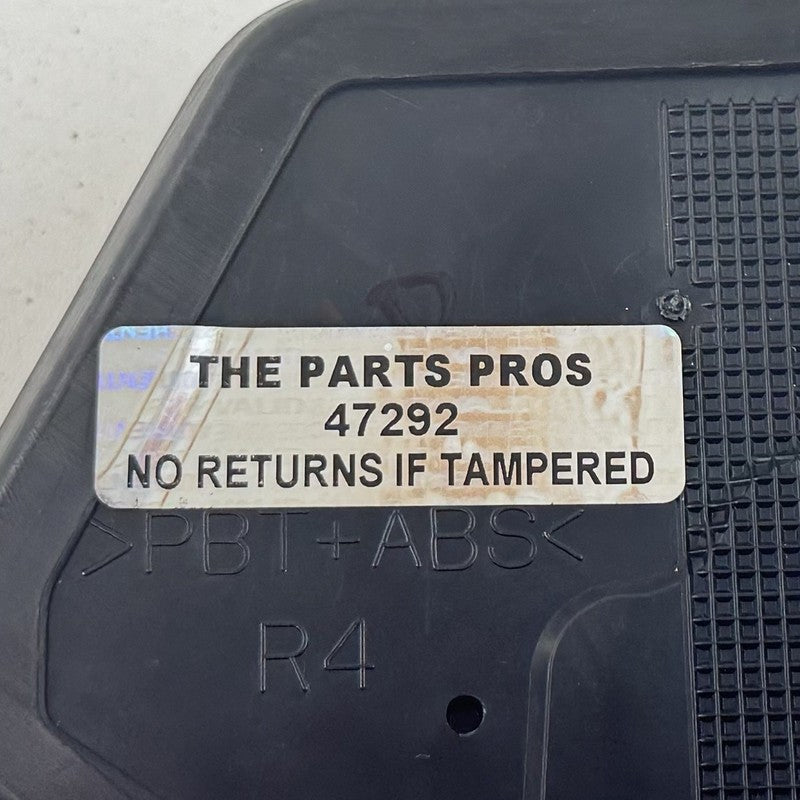 THE PARTS PROS
47292
NO RETURNS IF TAMPERED
>PBT+ABS<
R4